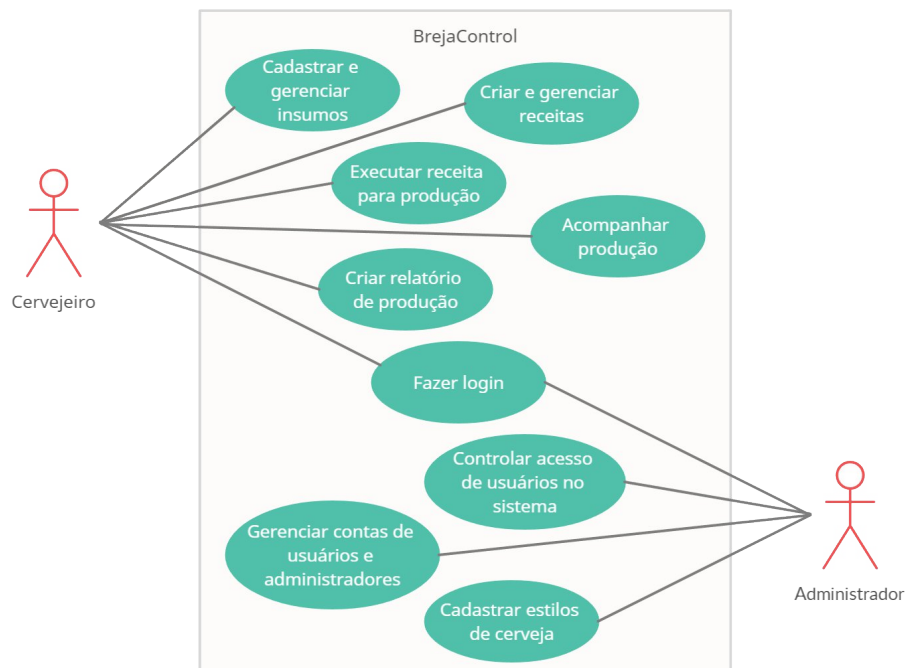 BrejaControl
Cadastrar e
gerenciar
insumos
Criar e gerenciar
receitas
Executar receita
para produção
Acompanhar
produção
Cervejeiro
Criar relatório
de produção
Fazer login
Controlar acesso
de usuários no
sistema
Gerenciar contas de
usuários e
administradores
Administrador
Cadastrar estilos
de cerveja